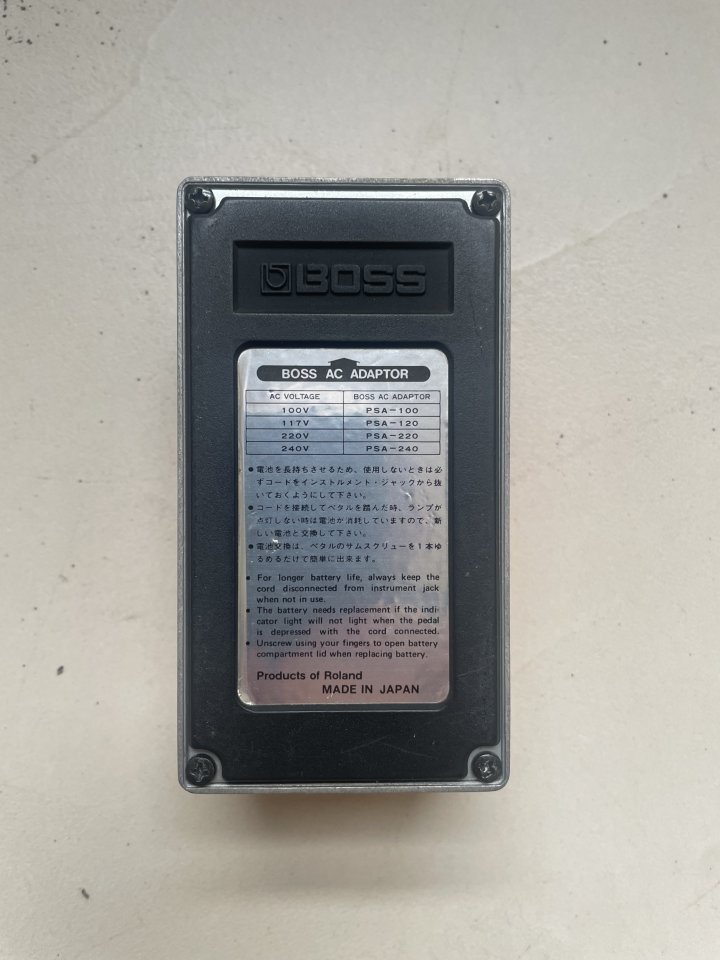 BOSS
BOSS AC ADAPTOR
AC VOLTAGE BOSS AC ADAPTOR
100V PSA-100
117V PSA-120
220V PSA-220
240V PSA-240
● 電池を長持ちさせるため、使用しないときは必
ずコードをインストルメント・ジャックから抜
いておくようにして下さい。
● コードを接続してペダルを踏んだ時、ランプが
点灯しない時は電池が消耗していますので、新
しい電池と交換して下さい。
● 電池交換は、ペタルのサムスクリューを1本ゆ
るめるだけで簡単に出来ます。
● For longer battery life, always keep the
cord disconnected from instrument jack
when not in use.
● The battery needs replacement if the indi-
cator light will not light when the pedal
is depressed with the cord connected.
● Unscrew using your fingers to open battery
compartment lid when replacing battery.
Products of Roland
MADE IN JAPAN